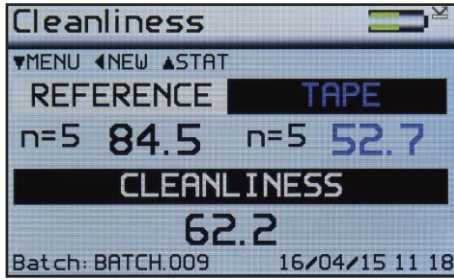 Cleanliness
▼MENU ◀NEW ▲STAT
REFERENCE TAPE
n=5 84.5 n=5 52.7
CLEANLINESS
62.2
Batch: BATCH.009 16/04/15 11 18